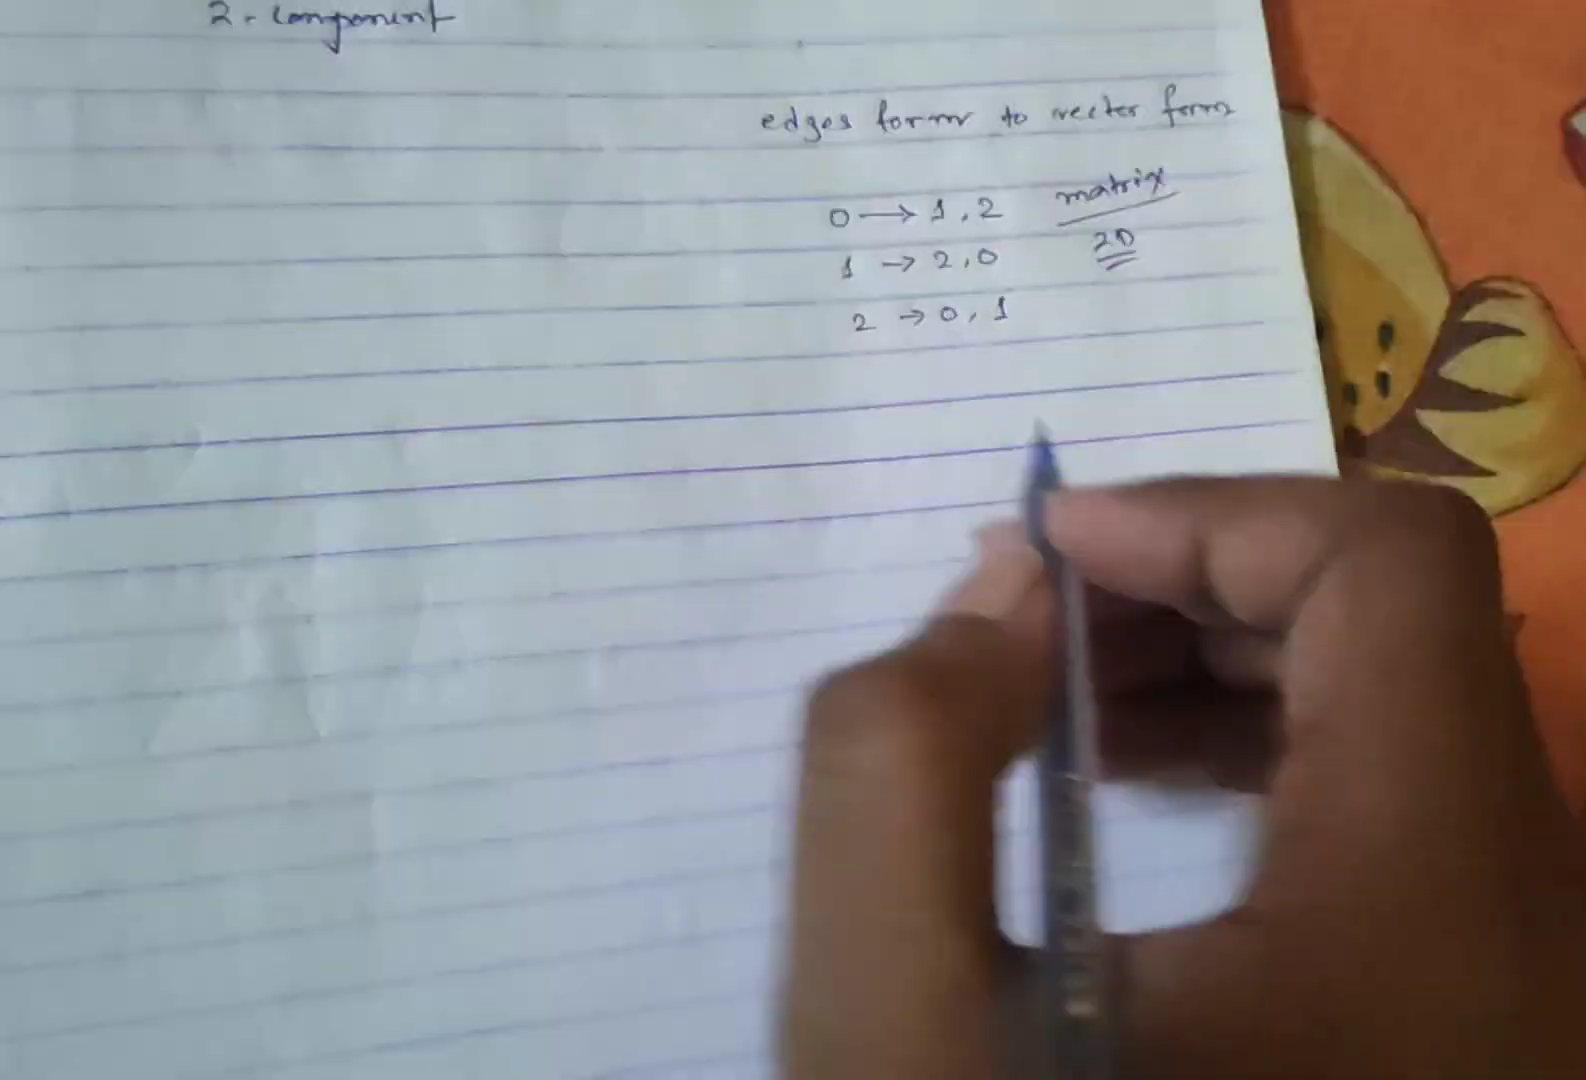 2 - component
edges form to vector form
0 → 1, 2 matrix
1 → 2, 0 2D
2 → 0, 1